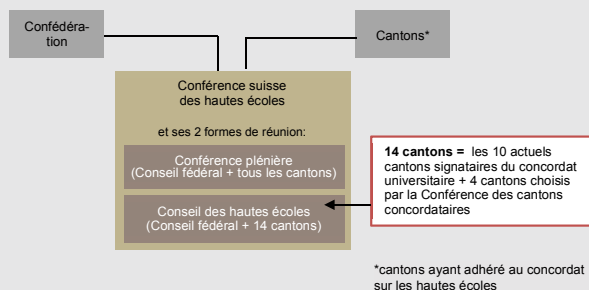 Confédéra-
tion
Cantons*
Conférence suisse
des hautes écoles
et ses 2 formes de réunion:
Conférence plénière
(Conseil fédéral + tous les cantons)
Conseil des hautes écoles
(Conseil fédéral + 14 cantons)
14 cantons = les 10 actuels
cantons signataires du concordat
universitaire + 4 cantons choisis
par la Conférence des cantons
concordataires
*cantons ayant adhéré au concordat
sur les hautes écoles